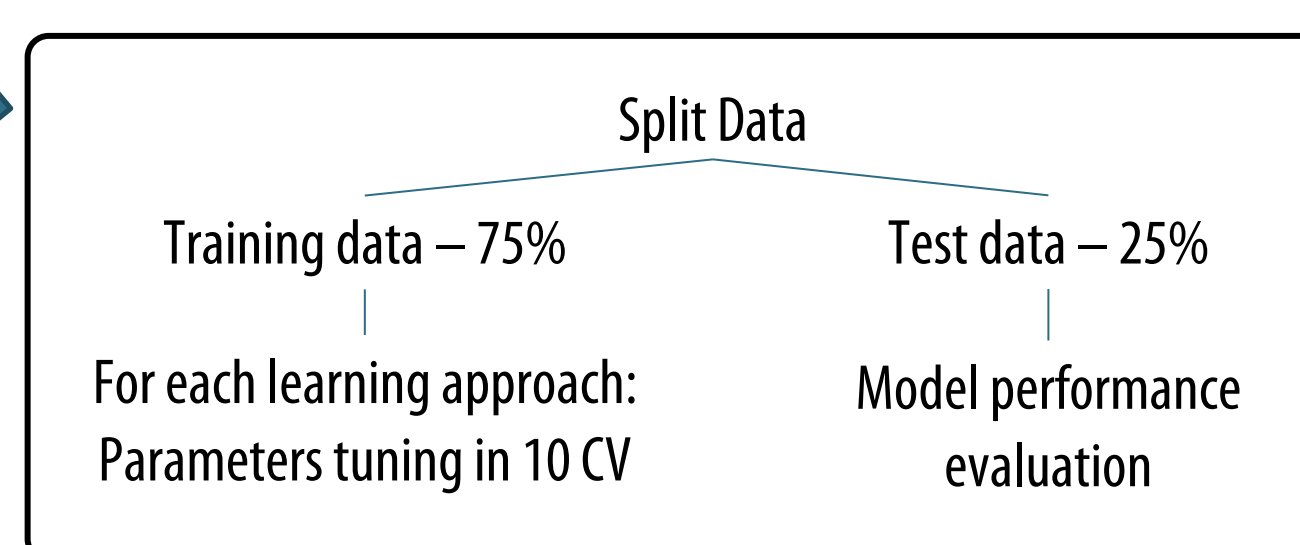 Split Data
Training data – 75%
Test data – 25%
For each learning approach:
Parameters tuning in 10 CV
Model performance
evaluation